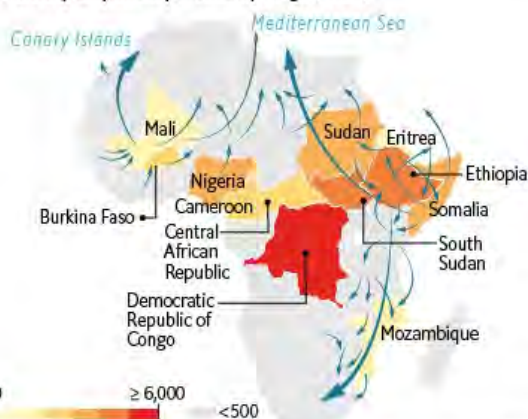 Mediterranean Sea
Canary Islands
Mali
Sudan
Eritrea
Nigeria
Ethiopia
Burkina Faso
Cameroon
Somalia
Central
African
Republic
South
Sudan
Democratic
Republic of
Congo
Mozambique
≥ 6,000
<500